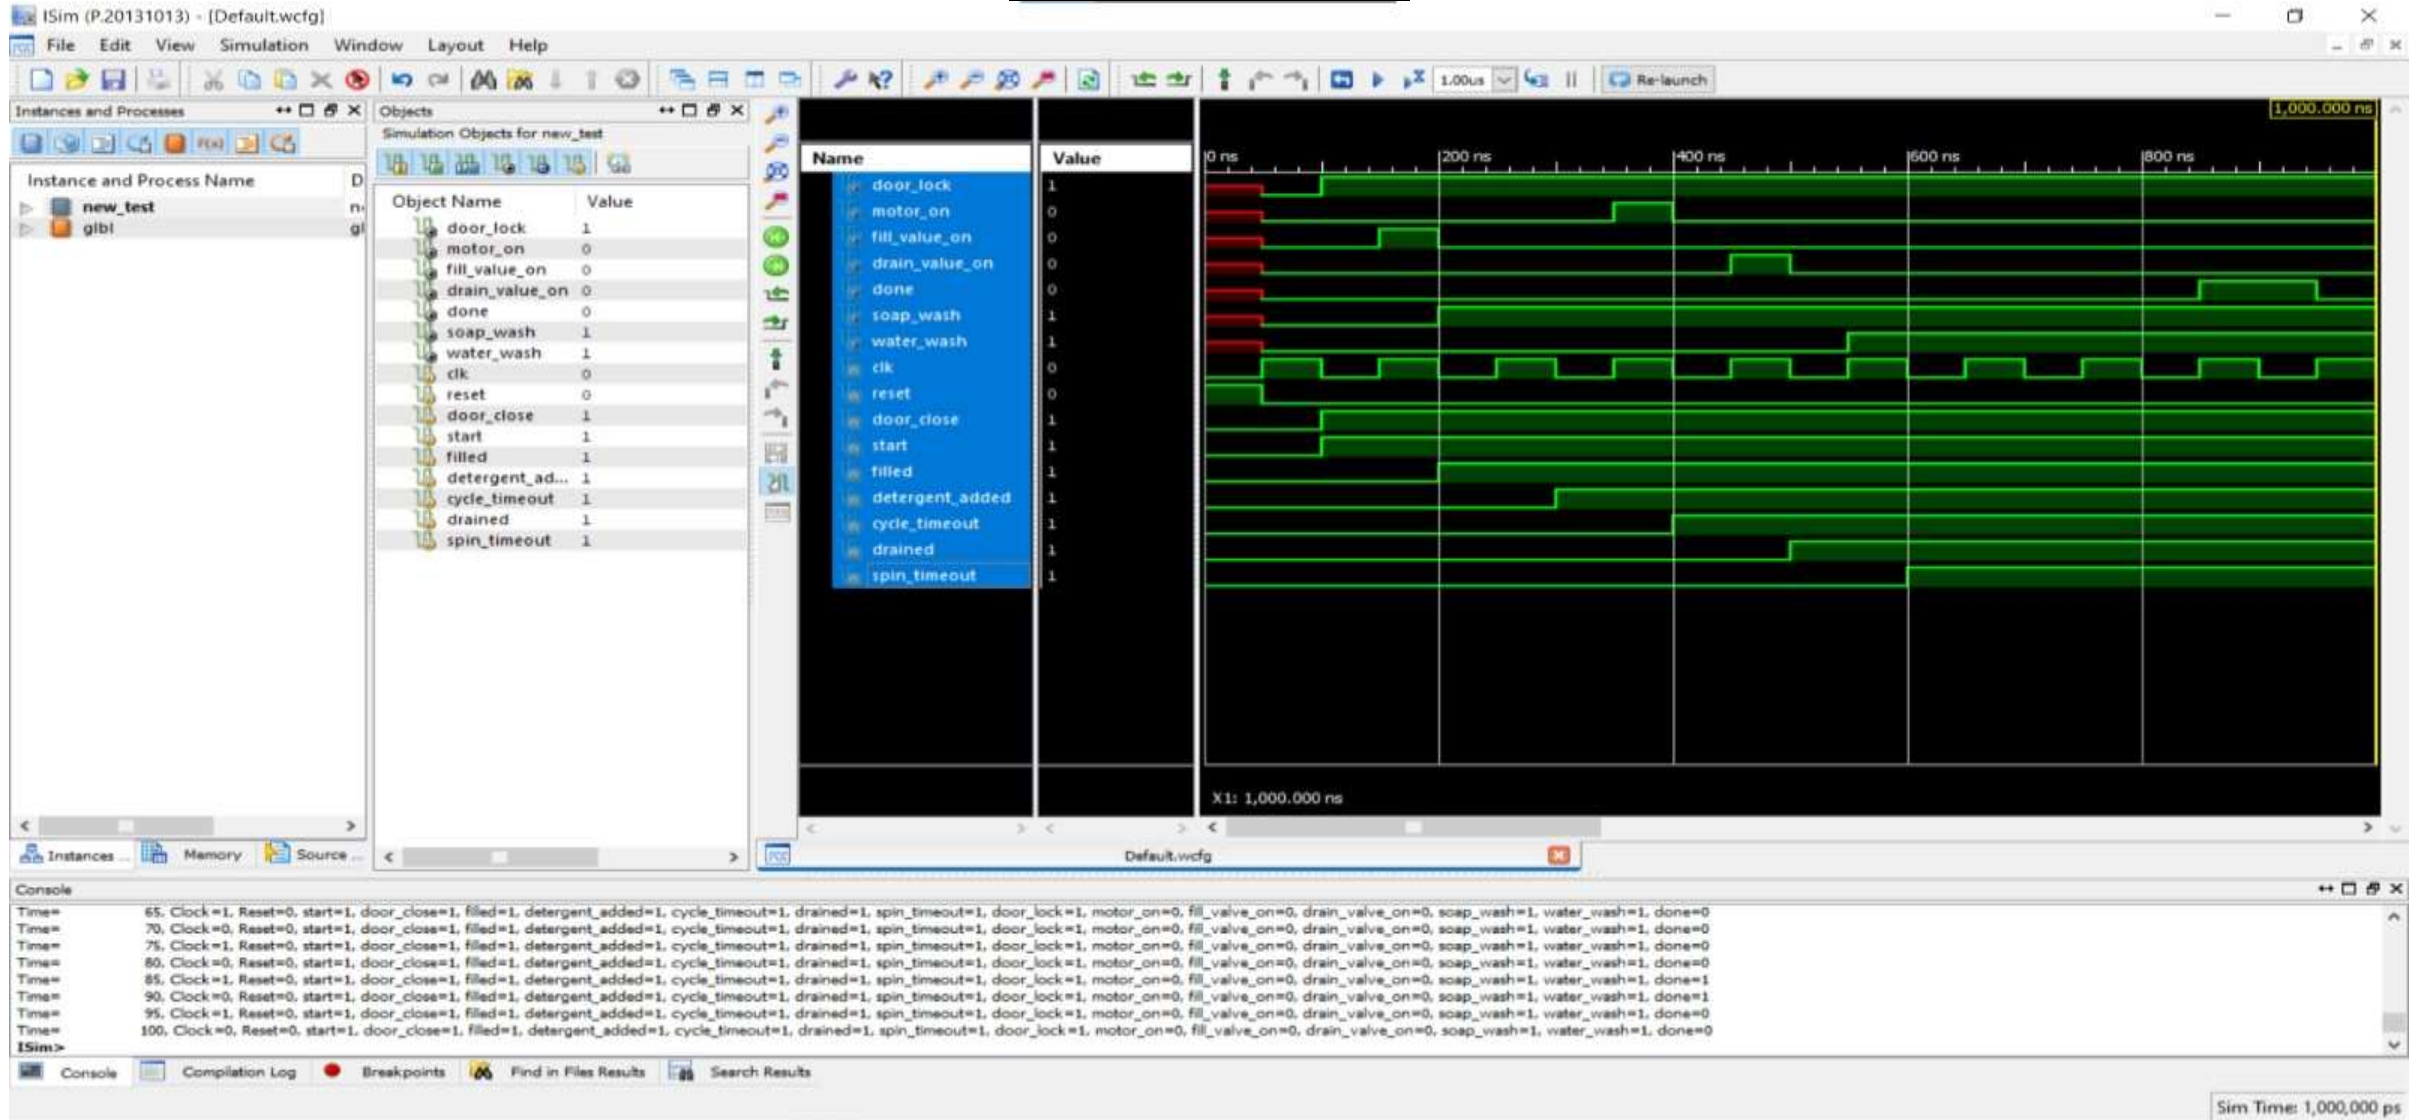 ISim (P.20131013) - [Default.wcfg]
File Edit View Simulation Window Layout Help
1.00us Re-launch
Instances and Processes
Instance and Process Name D
new_test n
glbl gl
Objects
Simulation Objects for new_test
Object Name Value
door_lock 1
motor_on 0
fill_value_on 0
drain_value_on 0
done 0
soap_wash 1
water_wash 1
clk 0
reset 0
door_close 1
start 1
filled 1
detergent_ad... 1
cycle_timeout 1
drained 1
spin_timeout 1
Name Value
door_lock 1
motor_on 0
fill_value_on 0
drain_value_on 0
done 0
soap_wash 1
water_wash 1
clk 0
reset 0
door_close 1
start 1
filled 1
detergent_added 1
cycle_timeout 1
drained 1
spin_timeout 1
1,000.000 ns
0 ns 200 ns 400 ns 600 ns 800 ns
X1: 1,000.000 ns
Instances ... Memory Source ...
Default.wcfg
Console
Time= 65, Clock=1, Reset=0, start=1, door_close=1, filled=1, detergent_added=1, cycle_timeout=1, drained=1, spin_timeout=1, door_lock=1, motor_on=0, fill_valve_on=0, drain_valve_on=0, soap_wash=1, water_wash=1, done=0
Time= 70, Clock=0, Reset=0, start=1, door_close=1, filled=1, detergent_added=1, cycle_timeout=1, drained=1, spin_timeout=1, door_lock=1, motor_on=0, fill_valve_on=0, drain_valve_on=0, soap_wash=1, water_wash=1, done=0
Time= 75, Clock=1, Reset=0, start=1, door_close=1, filled=1, detergent_added=1, cycle_timeout=1, drained=1, spin_timeout=1, door_lock=1, motor_on=0, fill_valve_on=0, drain_valve_on=0, soap_wash=1, water_wash=1, done=0
Time= 80, Clock=0, Reset=0, start=1, door_close=1, filled=1, detergent_added=1, cycle_timeout=1, drained=1, spin_timeout=1, door_lock=1, motor_on=0, fill_valve_on=0, drain_valve_on=0, soap_wash=1, water_wash=1, done=0
Time= 85, Clock=1, Reset=0, start=1, door_close=1, filled=1, detergent_added=1, cycle_timeout=1, drained=1, spin_timeout=1, door_lock=1, motor_on=0, fill_valve_on=0, drain_valve_on=0, soap_wash=1, water_wash=1, done=1
Time= 90, Clock=0, Reset=0, start=1, door_close=1, filled=1, detergent_added=1, cycle_timeout=1, drained=1, spin_timeout=1, door_lock=1, motor_on=0, fill_valve_on=0, drain_valve_on=0, soap_wash=1, water_wash=1, done=1
Time= 95, Clock=1, Reset=0, start=1, door_close=1, filled=1, detergent_added=1, cycle_timeout=1, drained=1, spin_timeout=1, door_lock=1, motor_on=0, fill_valve_on=0, drain_valve_on=0, soap_wash=1, water_wash=1, done=0
Time= 100, Clock=0, Reset=0, start=1, door_close=1, filled=1, detergent_added=1, cycle_timeout=1, drained=1, spin_timeout=1, door_lock=1, motor_on=0, fill_valve_on=0, drain_valve_on=0, soap_wash=1, water_wash=1, done=0
ISim>
Console Compilation Log Breakpoints Find in Files Results Search Results
Sim Time: 1,000,000 ps